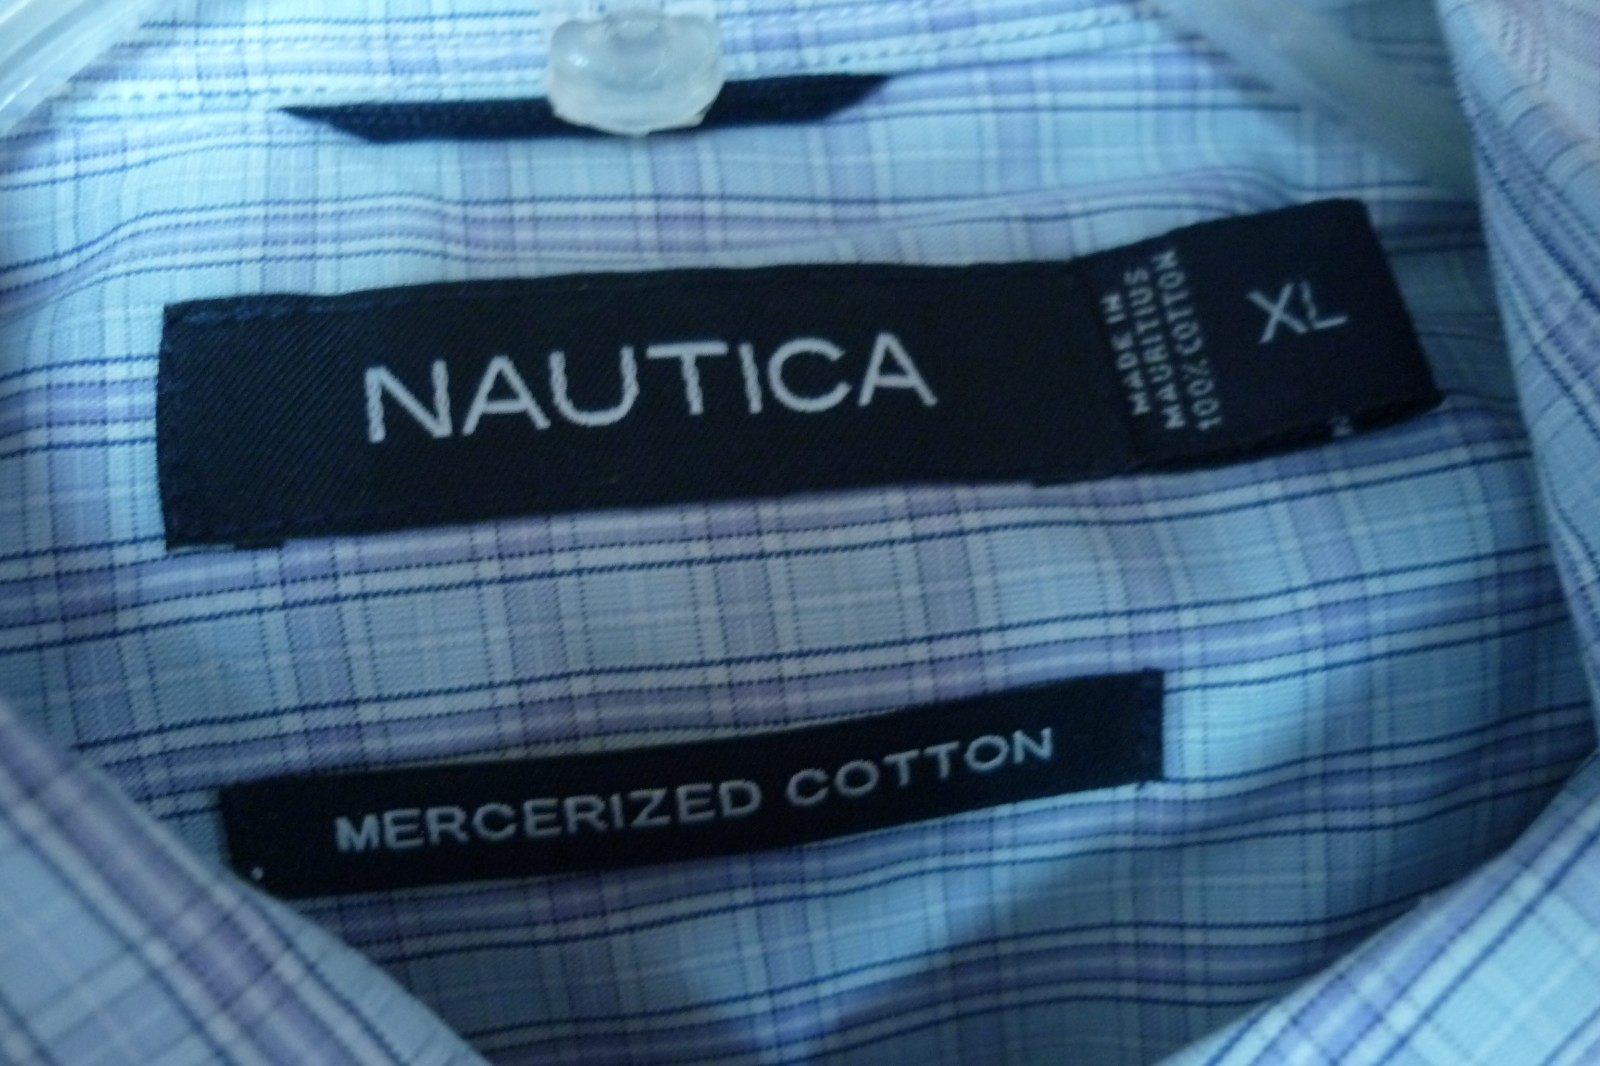 NAUTICA
MADE IN
MAURITIUS
100% COTTON
XL
MERCERIZED COTTON